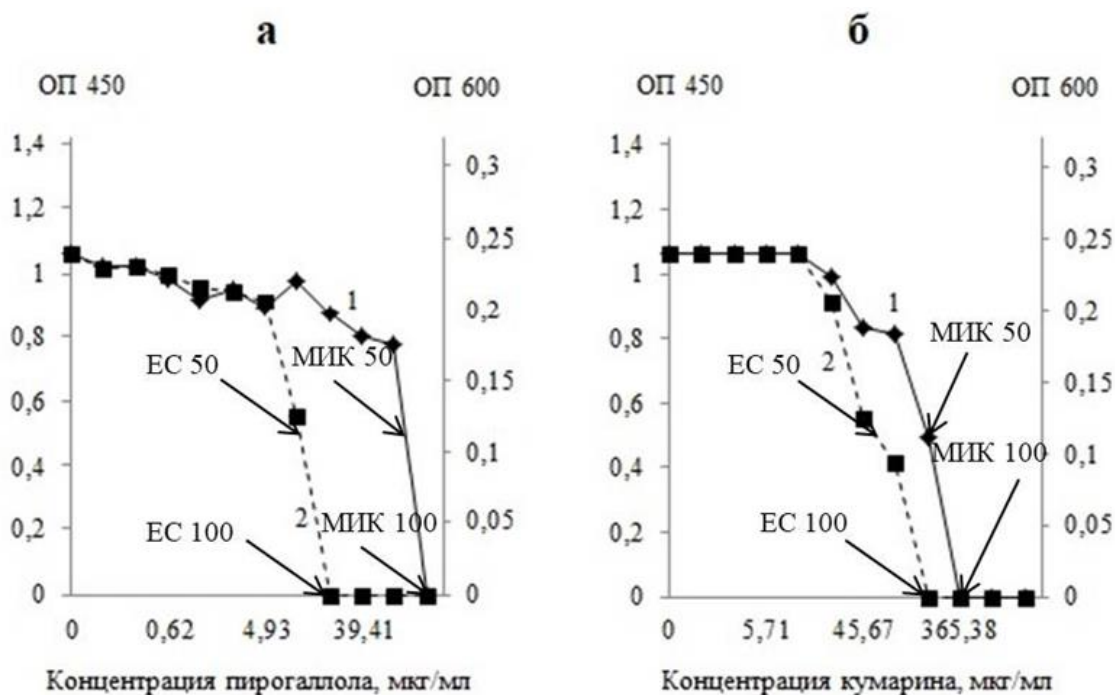 а
ОП 450
ОП 600
1,4
1,2
1
0,8
0,6
0,4
0,2
0
0,3
0,25
0,2
0,15
0,1
0,05
0
1
2
ЕС 50
МИК 50
ЕС 100
МИК 100
0
0,62
4,93
39,41
Концентрация пирогаллола, мкг/мл
б
ОП 450
ОП 600
1,4
1,2
1
0,8
0,6
0,4
0,2
0
0,3
0,25
0,2
0,15
0,1
0,05
0
1
2
МИК 50
ЕС 50
МИК 100
ЕС 100
0
5,71
45,67
365,38
Концентрация кумарина, мкг/мл